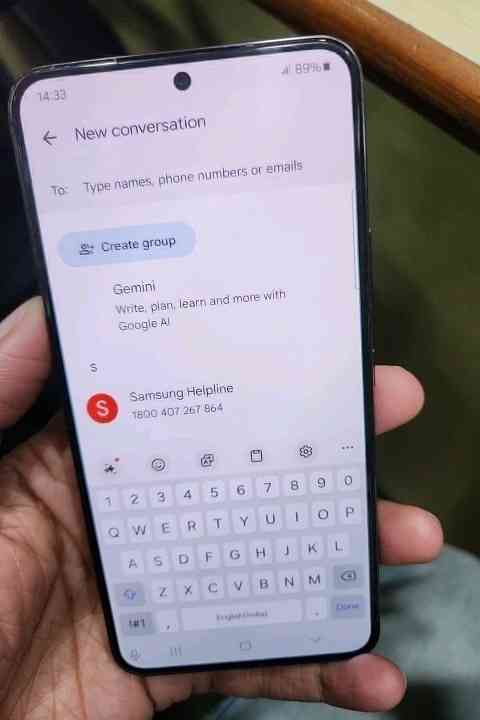 14:33
89%
New conversation
To: Type names, phone numbers or emails
Create group
Gemini
Write, plan, learn and more with
Google AI
S
S
Samsung Helpline
1800 407 267 864
1 2 3 4 5 6 7 8 9 0
Q W E R T Y U I O P
A S D F G H J K L
Z X C V B N M
!#1 , . Done